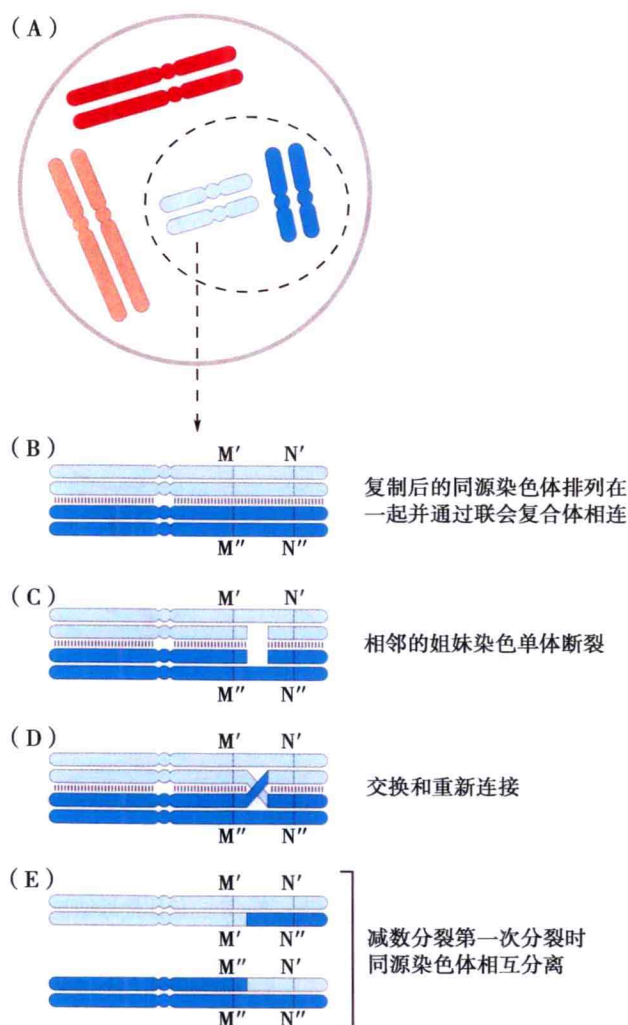 (A)
(B)
M′ N′
M″ N″
复制后的同源染色体排列在
一起并通过联会复合体相连
(C)
M′ N′
M″ N″
相邻的姐妹染色单体断裂
(D)
M′ N′
M″ N″
交换和重新连接
(E)
M′ N′
M′ N″
M″ N′
M″ N″
减数分裂第一次分裂时
同源染色体相互分离